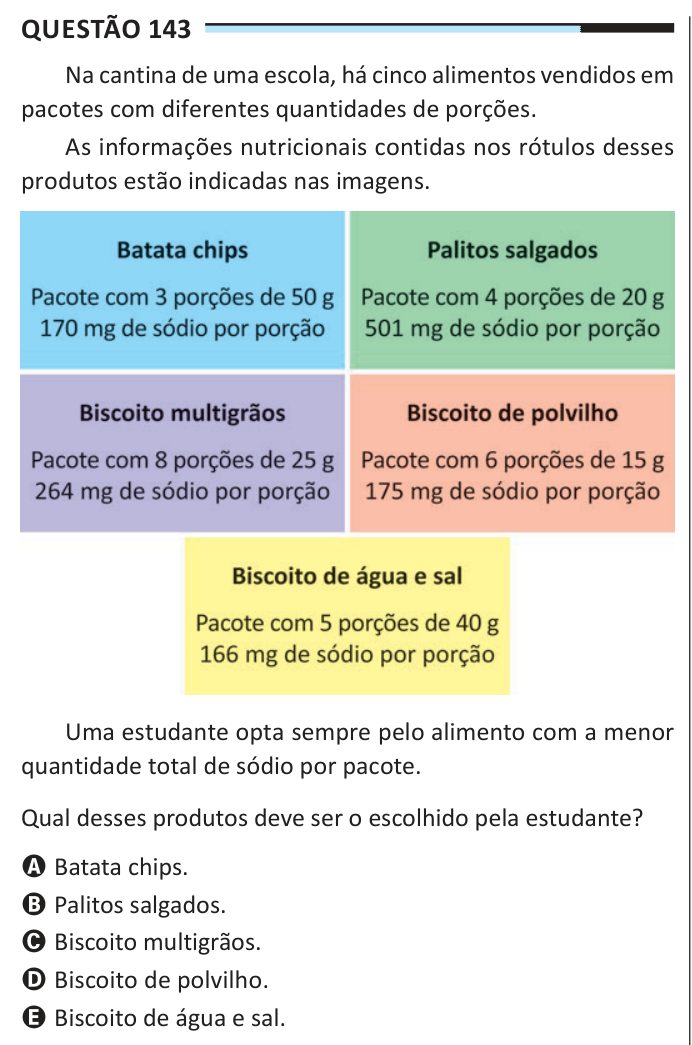 QUESTÃO 143
Na cantina de uma escola, há cinco alimentos vendidos em
pacotes com diferentes quantidades de porções.
As informações nutricionais contidas nos rótulos desses
produtos estão indicadas nas imagens.
Batata chips
Pacote com 3 porções de 50 g
170 mg de sódio por porção
Palitos salgados
Pacote com 4 porções de 20 g
501 mg de sódio por porção
Biscoito multigrãos
Pacote com 8 porções de 25 g
264 mg de sódio por porção
Biscoito de polvilho
Pacote com 6 porções de 15 g
175 mg de sódio por porção
Biscoito de água e sal
Pacote com 5 porções de 40 g
166 mg de sódio por porção
Uma estudante opta sempre pelo alimento com a menor
quantidade total de sódio por pacote.
Qual desses produtos deve ser o escolhido pela estudante?
A Batata chips.
B Palitos salgados.
C Biscoito multigrãos.
D Biscoito de polvilho.
E Biscoito de água e sal.